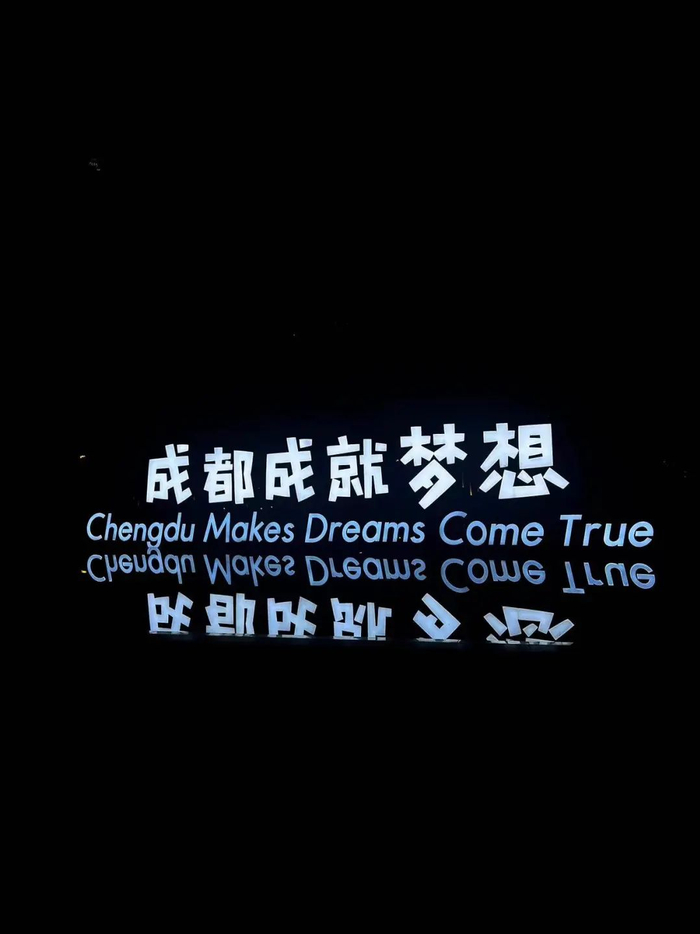 成都成就梦想
Chengdu Makes Dreams Come True